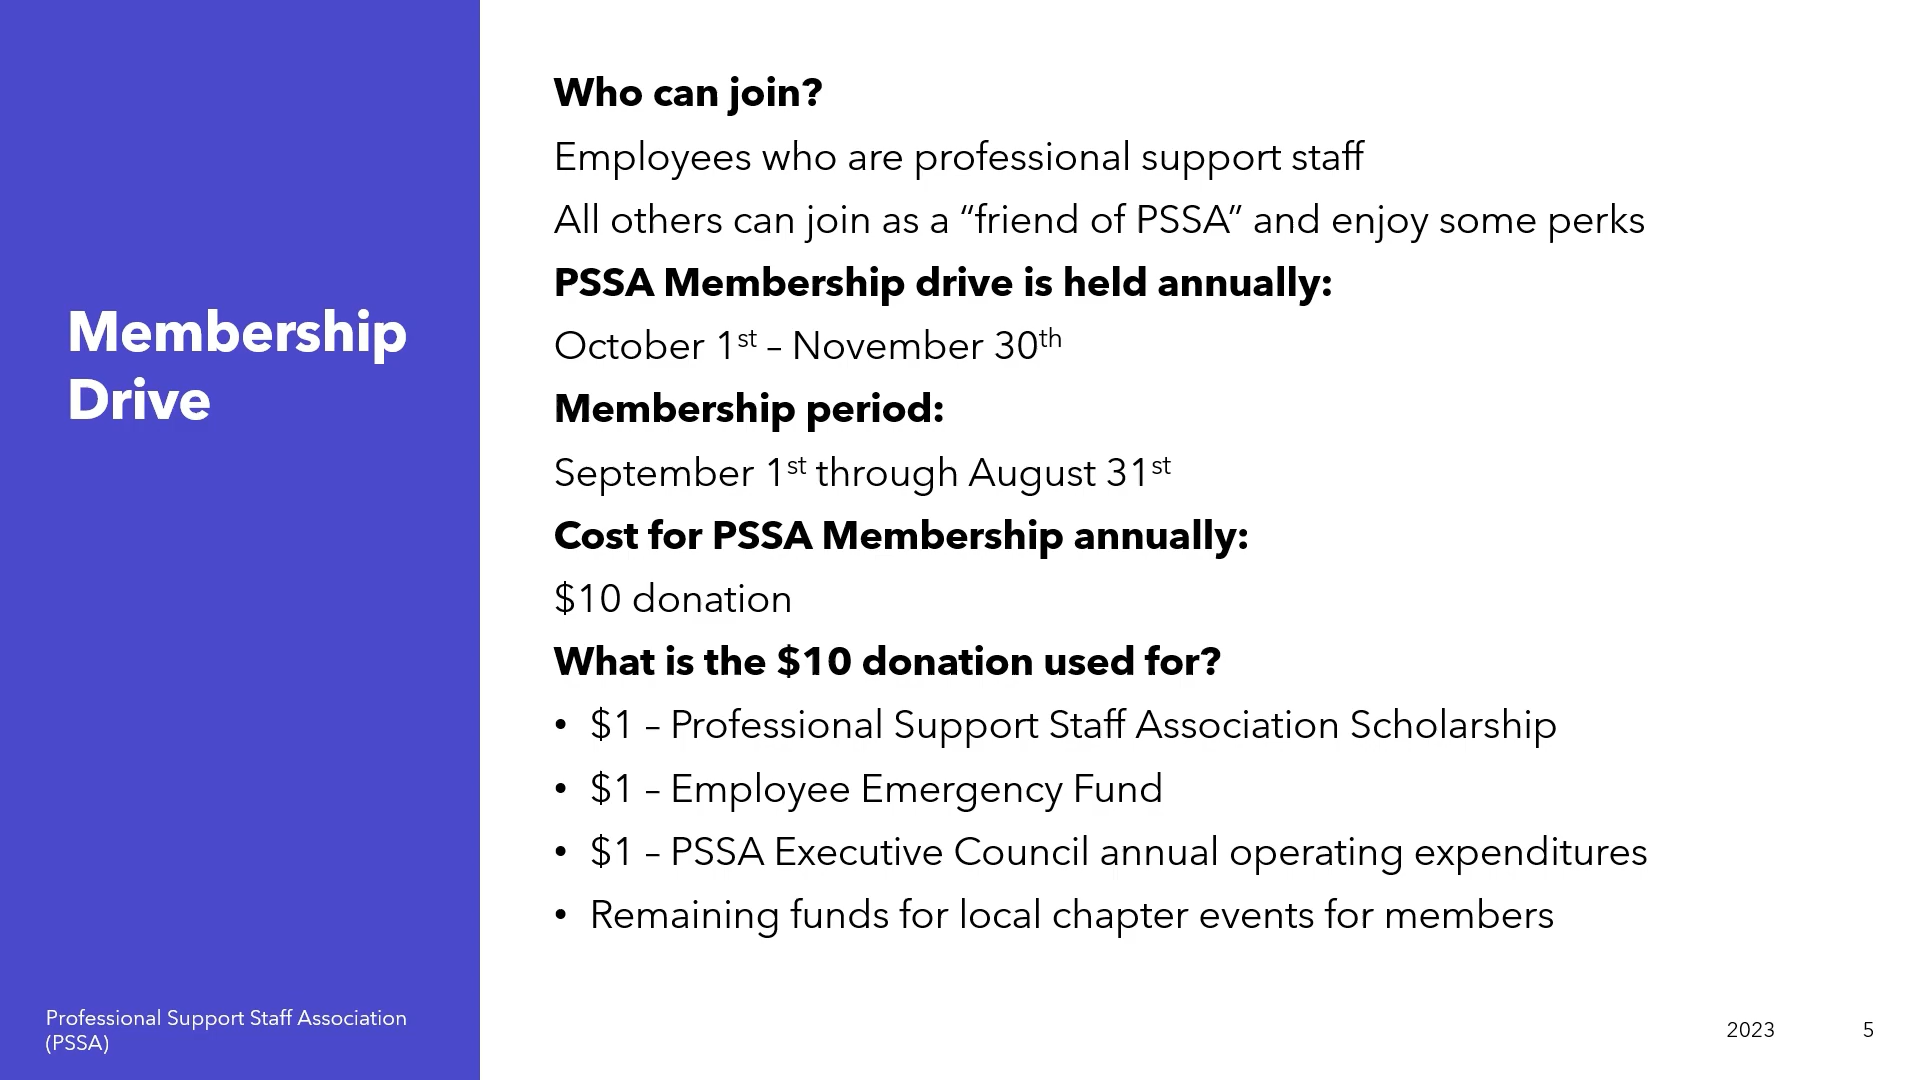 Membership
Drive
Who can join?
Employees who are professional support staff
All others can join as a “friend of PSSA” and enjoy some perks
PSSA Membership drive is held annually:
October 1st – November 30th
Membership period:
September 1st through August 31st
Cost for PSSA Membership annually:
$10 donation
What is the $10 donation used for?
• $1 – Professional Support Staff Association Scholarship
• $1 – Employee Emergency Fund
• $1 – PSSA Executive Council annual operating expenditures
• Remaining funds for local chapter events for members
Professional Support Staff Association
(PSSA)
2023 5